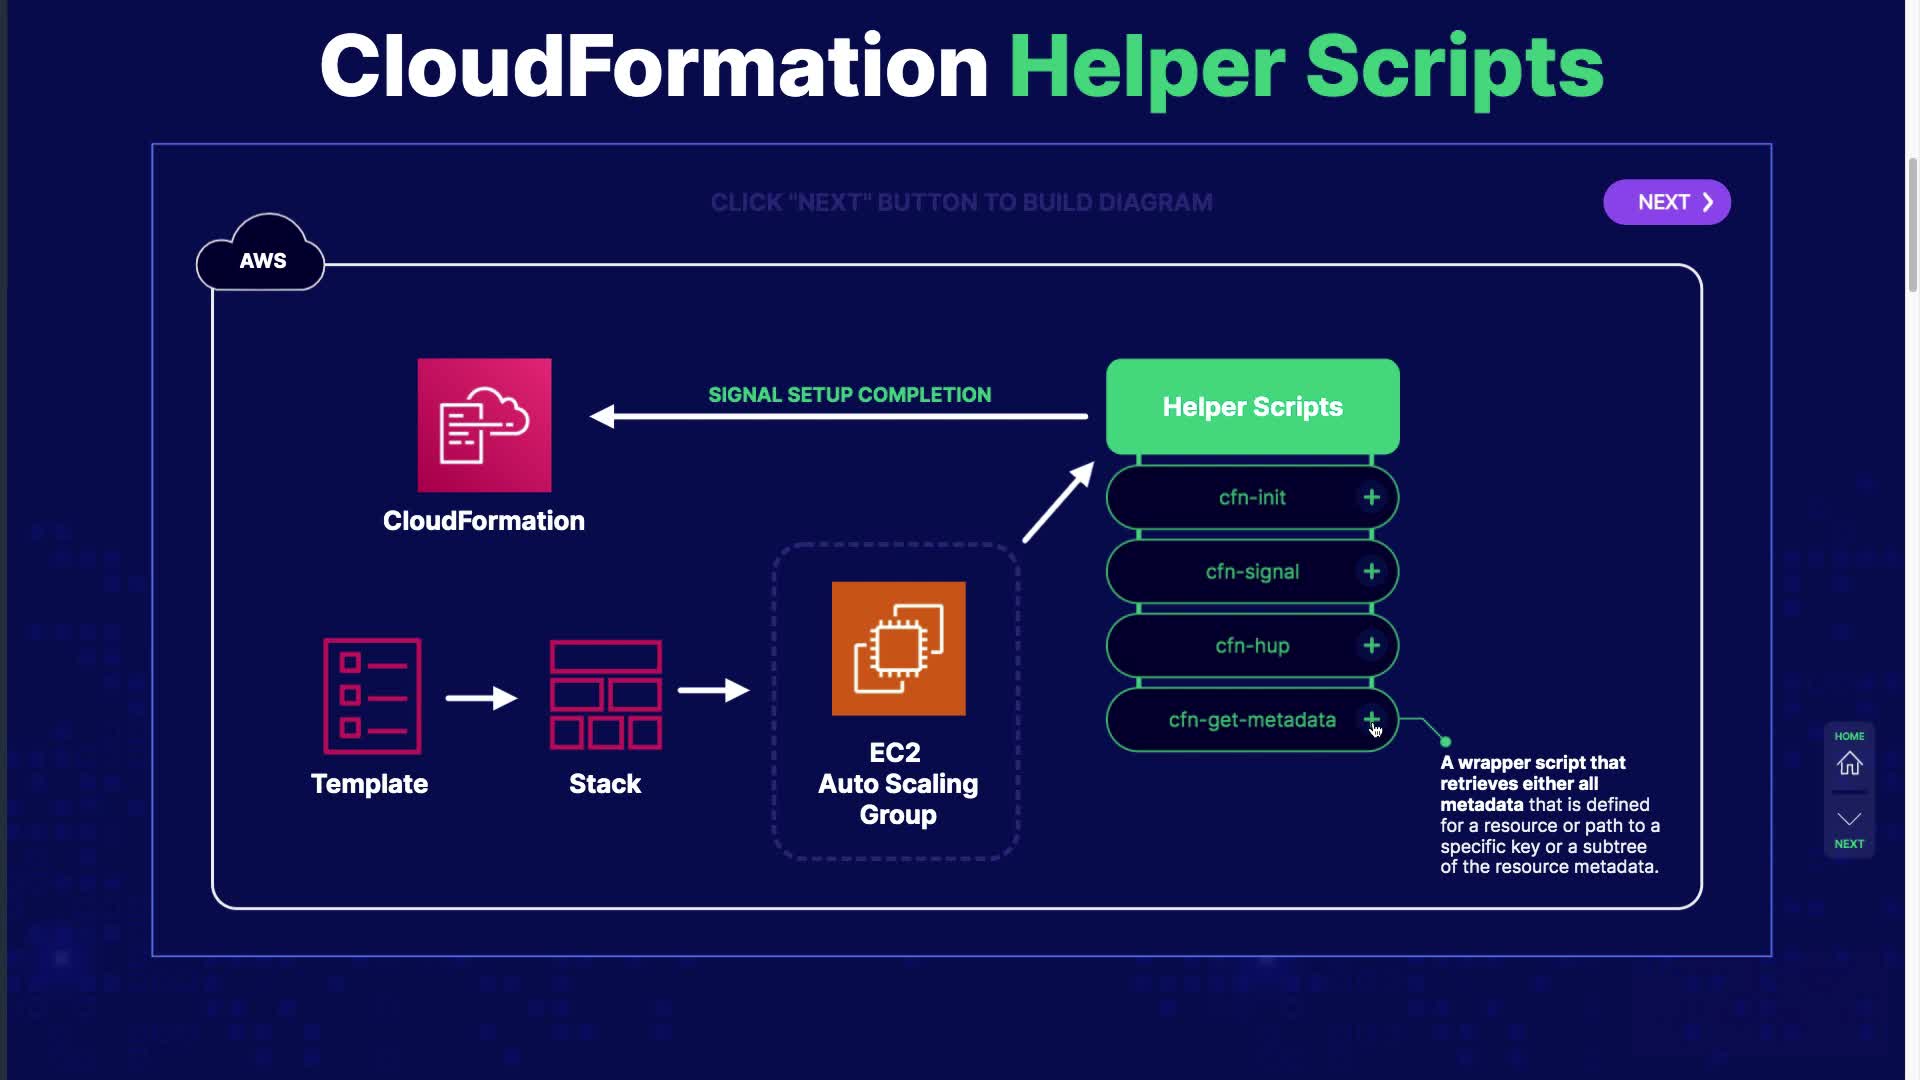 CloudFormation Helper Scripts
CLICK "NEXT" BUTTON TO BUILD DIAGRAM
NEXT
AWS
SIGNAL SETUP COMPLETION
Helper Scripts
CloudFormation
cfn-init
cfn-signal
cfn-hup
cfn-get-metadata
Template
Stack
EC2
Auto Scaling
Group
A wrapper script that
retrieves either all
metadata that is defined
for a resource or path to a
specific key or a subtree
of the resource metadata.
HOME
NEXT